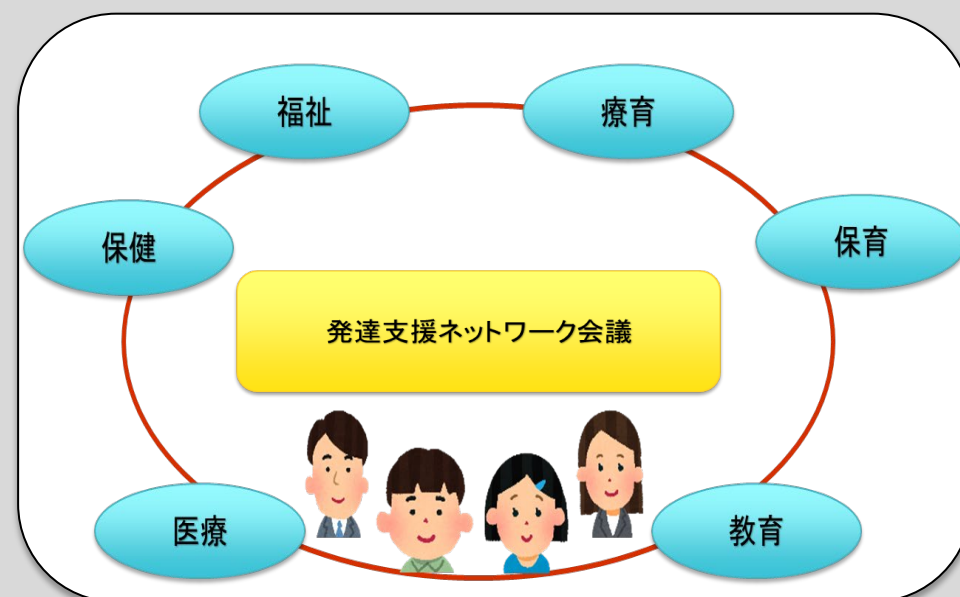 福祉
療育
保健
保育
発達支援ネットワーク会議
医療
教育